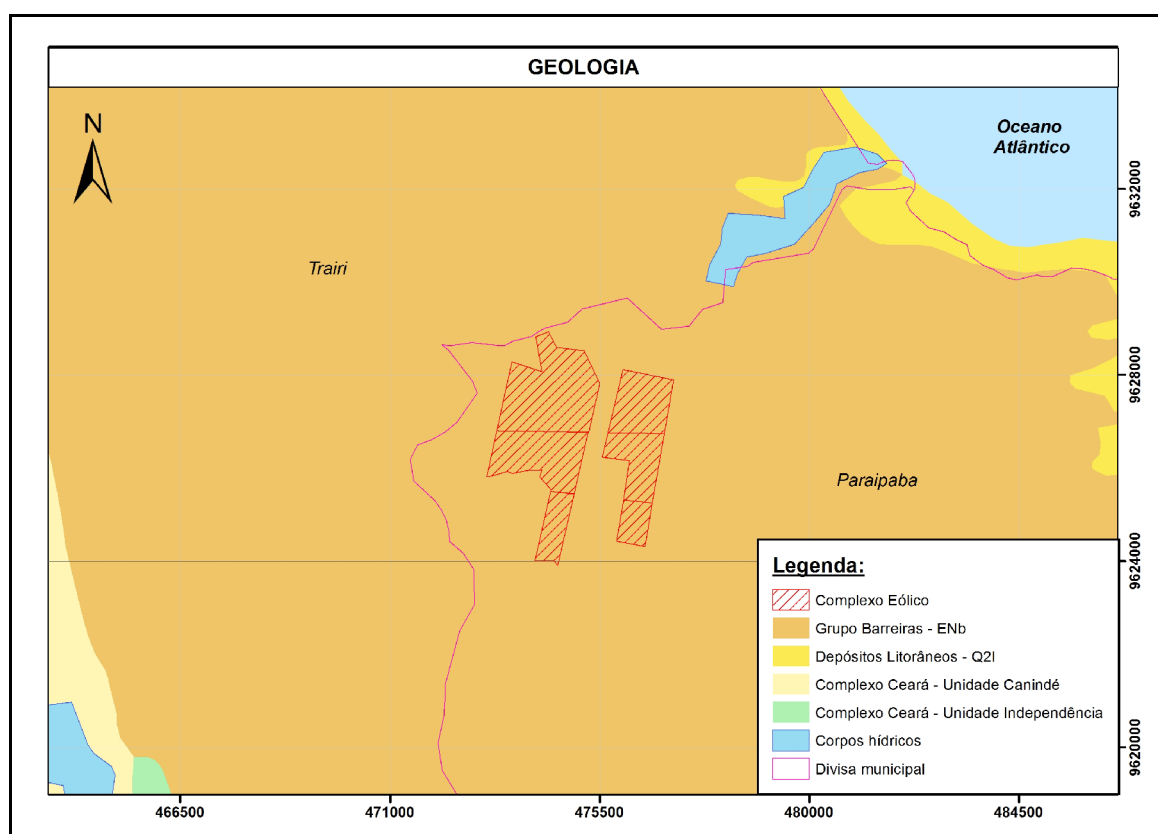 GEOLOGIA
N
Oceano
Atlântico
Trairi
Paraipaba
9632000
9628000
9624000
9620000
Legenda:
Complexo Eólico
Grupo Barreiras - ENb
Depósitos Litorâneos - Q2l
Complexo Ceará - Unidade Canindé
Complexo Ceará - Unidade Independência
Corpos hídricos
Divisa municipal
466500
471000
475500
480000
484500